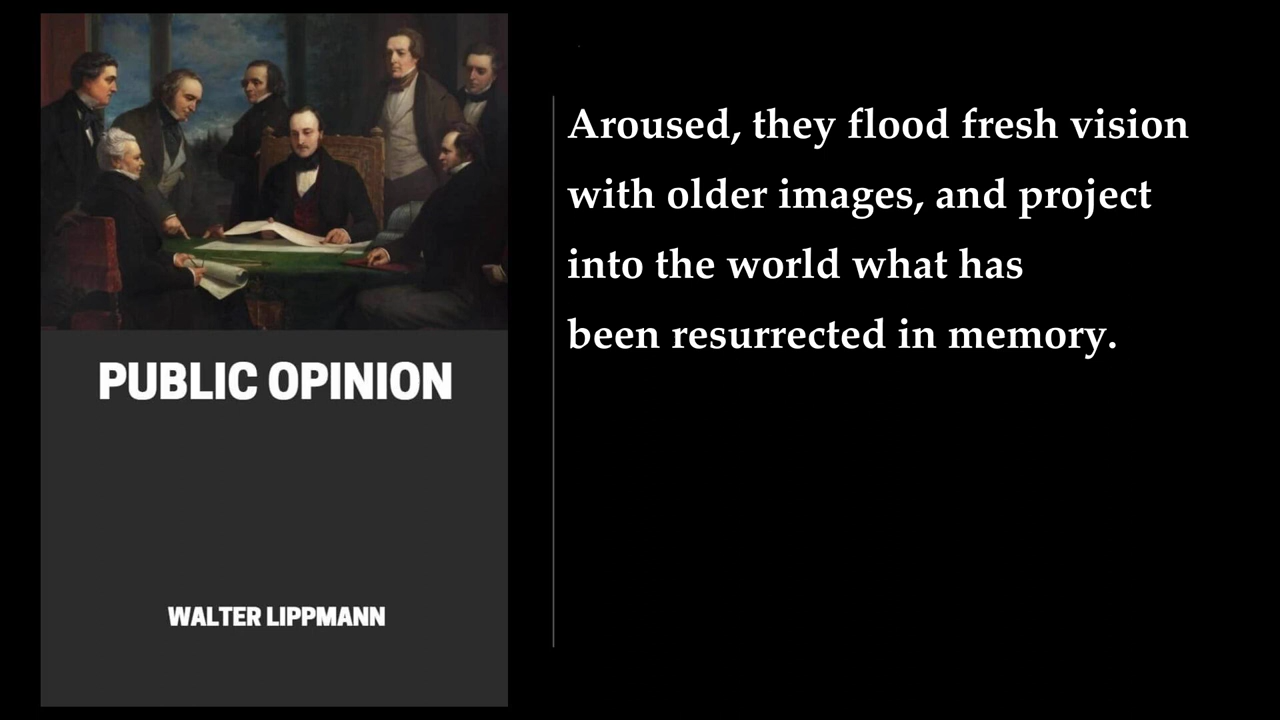 PUBLIC OPINION
WALTER LIPPMANN
Aroused, they flood fresh vision
with older images, and project
into the world what has
been resurrected in memory.